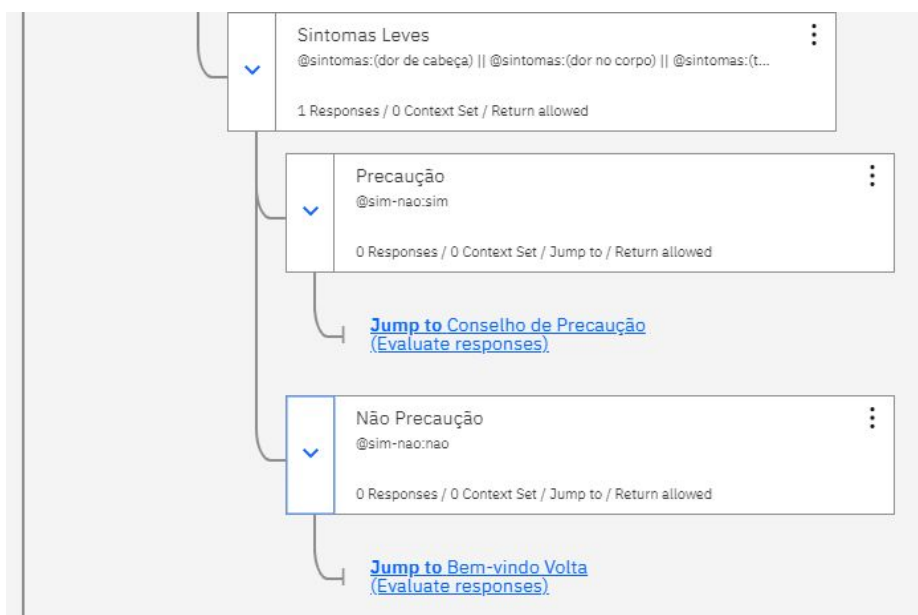 Sintomas Leves
@sintomas:(dor de cabeça) || @sintomas:(dor no corpo) || @sintomas:(t...
1 Responses / 0 Context Set / Return allowed
Precaução
@sim-nao:sim
0 Responses / 0 Context Set / Jump to / Return allowed
Jump to Conselho de Precaução
(Evaluate responses)
Não Precaução
@sim-nao:nao
0 Responses / 0 Context Set / Jump to / Return allowed
Jump to Bem-vindo Volta
(Evaluate responses)